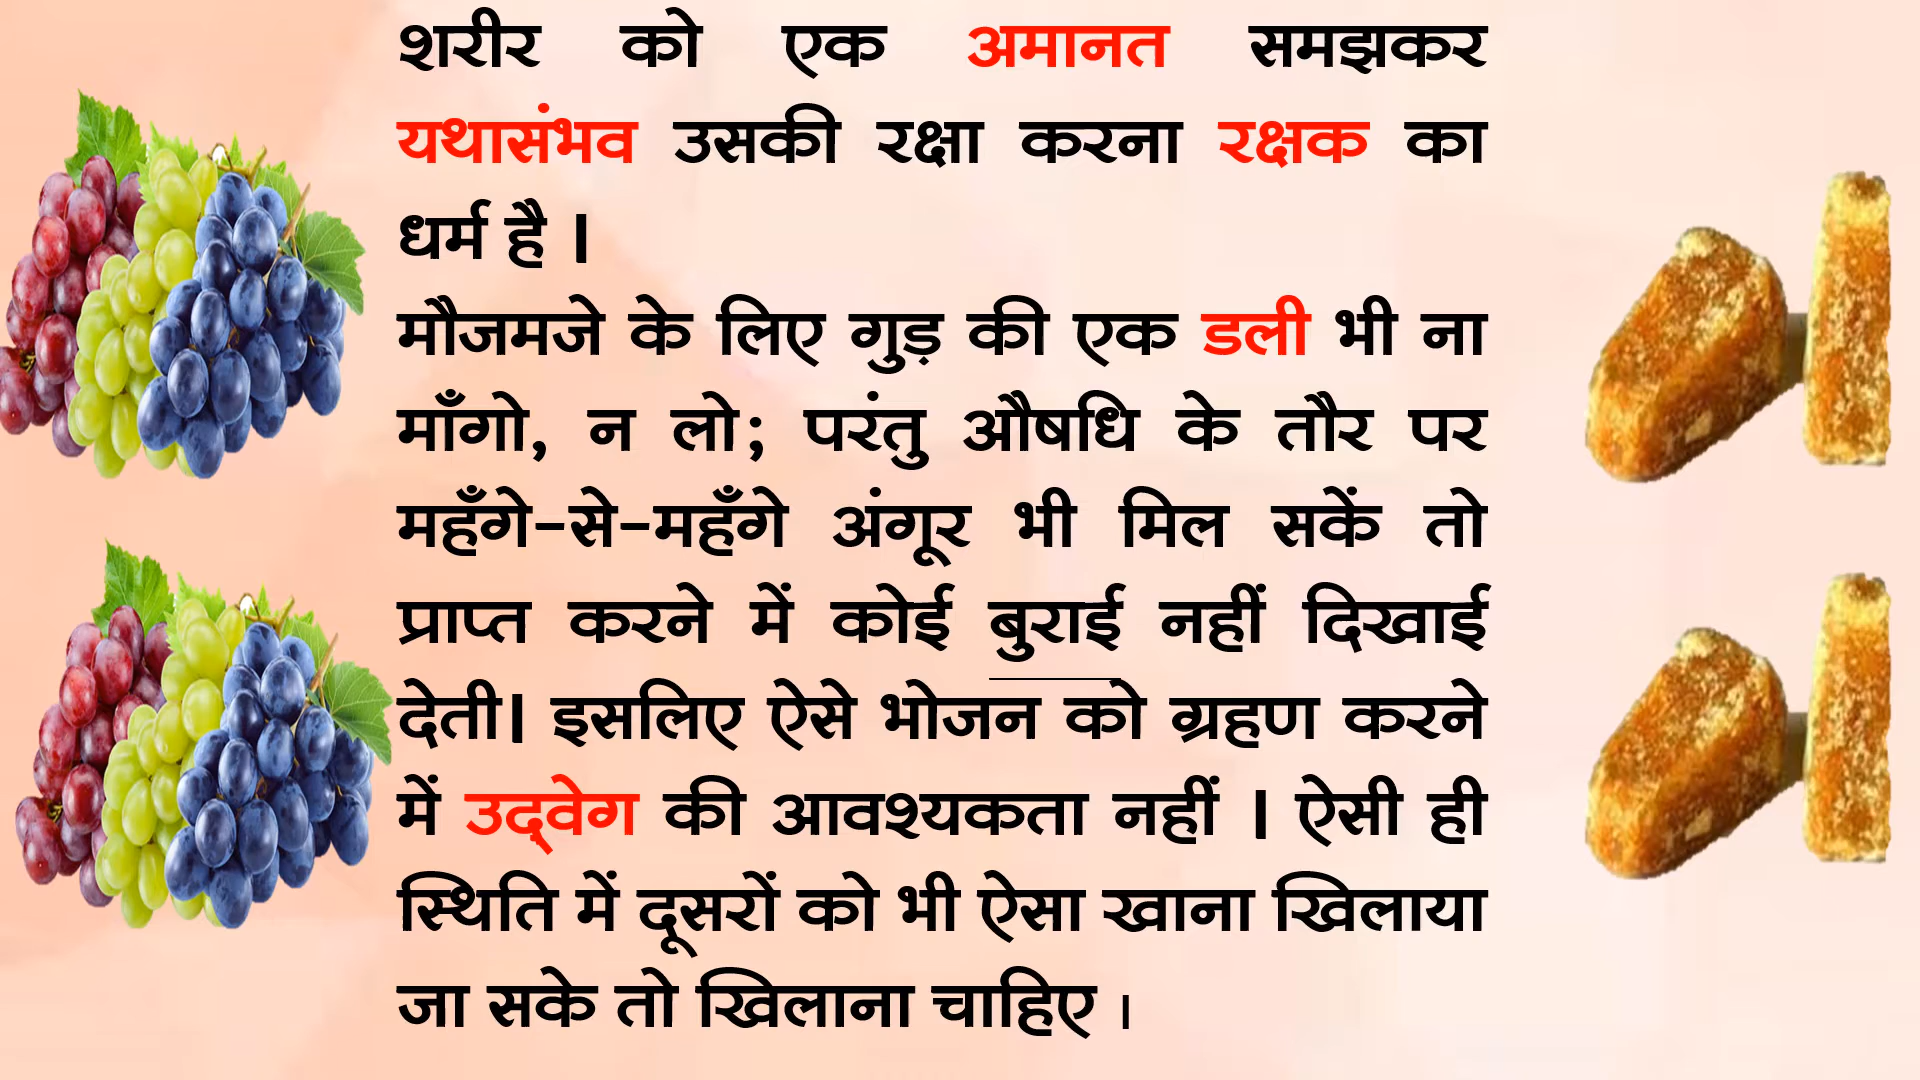 शरीर को एक अमानत समझकर
यथासंभव उसकी रक्षा करना रक्षक का
धर्म है ।
मौजमजे के लिए गुड़ की एक डली भी ना
माँगो, न लो; परंतु औषधि के तौर पर
महँगे-से-महँगे अंगूर भी मिल सकें तो
प्राप्त करने में कोई बुराई नहीं दिखाई
देती। इसलिए ऐसे भोजन को ग्रहण करने
में उद्‌वेग की आवश्यकता नहीं । ऐसी ही
स्थिति में दूसरों को भी ऐसा खाना खिलाया
जा सके तो खिलाना चाहिए ।